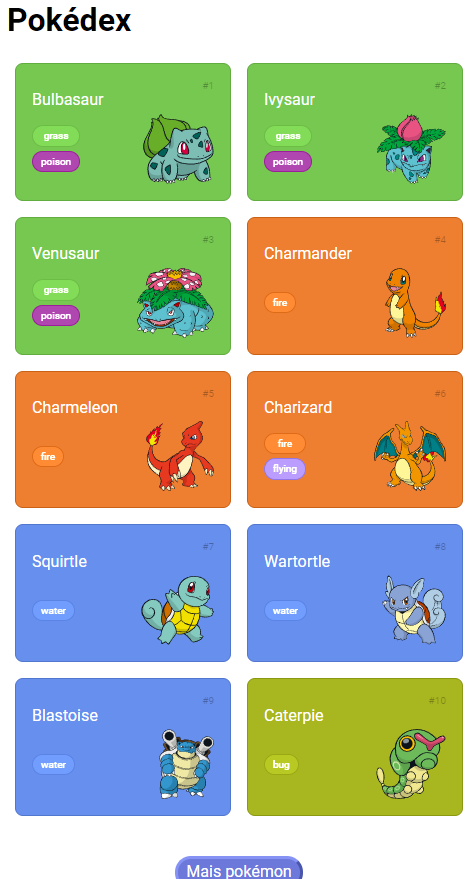 Pokédex
#1
Bulbasaur
grass
poison
#2
Ivysaur
grass
poison
#3
Venusaur
grass
poison
#4
Charmander
fire
#5
Charmeleon
fire
#6
Charizard
fire
flying
#7
Squirtle
water
#8
Wartortle
water
#9
Blastoise
water
#10
Caterpie
bug
Mais pokémon